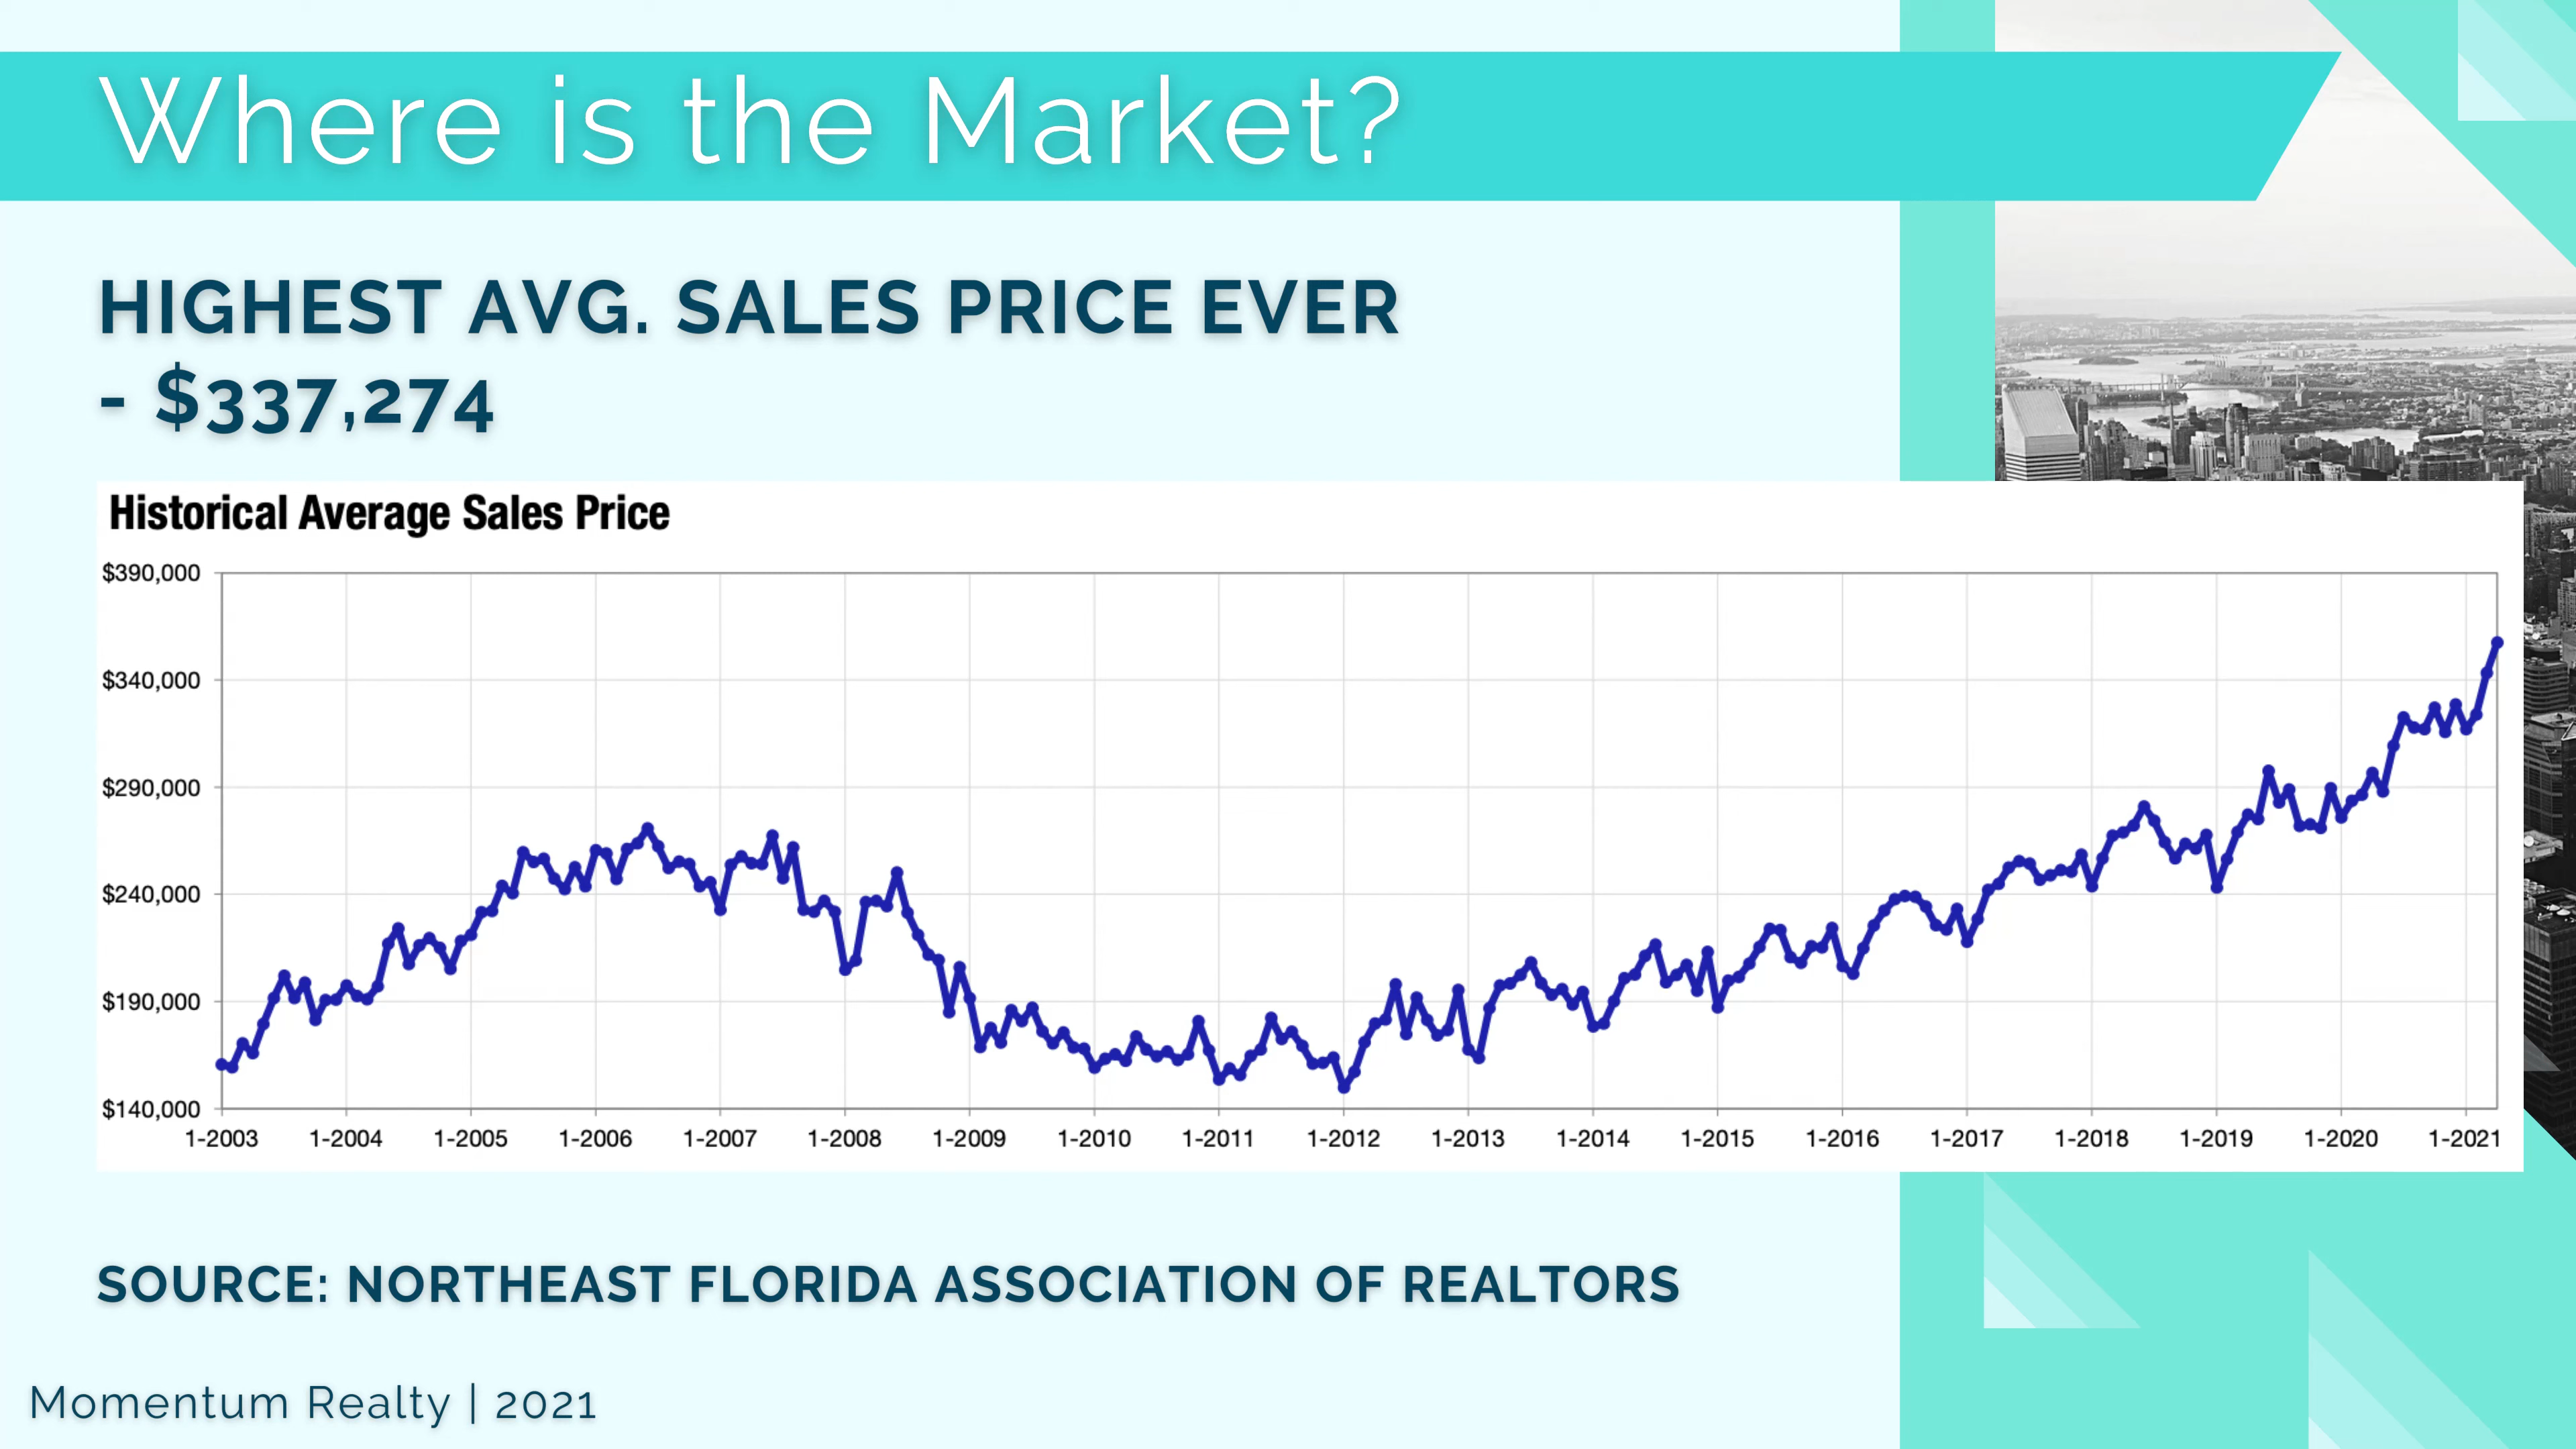 Where is the Market?
HIGHEST AVG. SALES PRICE EVER
- $337,274
Historical Average Sales Price
$390,000
$340,000
$290,000
$240,000
$190,000
$140,000
1-2003 1-2004 1-2005 1-2006 1-2007 1-2008 1-2009 1-2010 1-2011 1-2012 1-2013 1-2014 1-2015 1-2016 1-2017 1-2018 1-2019 1-2020 1-2021
SOURCE: NORTHEAST FLORIDA ASSOCIATION OF REALTORS
Momentum Realty | 2021